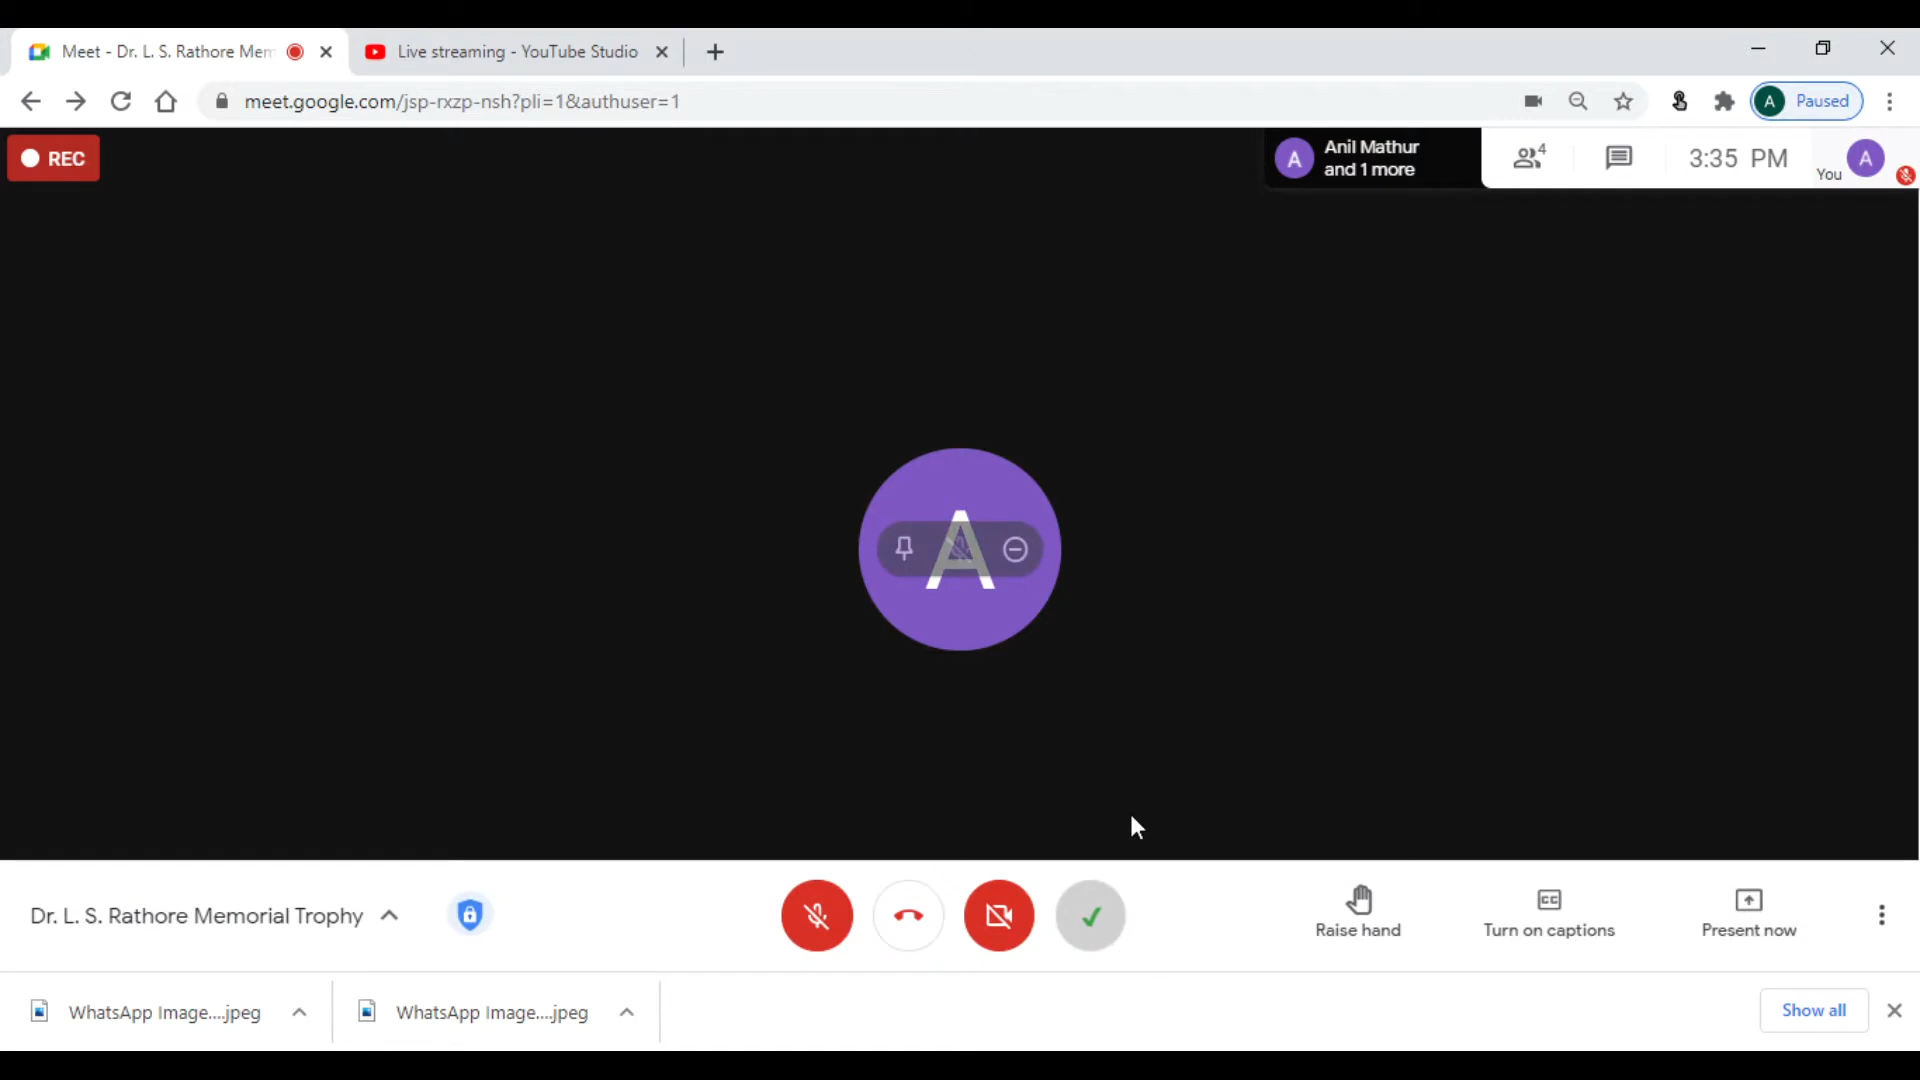 Meet - Dr. L. S. Rathore Mem
Live streaming - YouTube Studio
meet.google.com/jsp-rxzp-nsh?pli=1&authuser=1
A
Paused
REC
A
Anil Mathur
and 1 more
4
3:35 PM
You
A
A
Dr. L. S. Rathore Memorial Trophy
Raise hand
CC
Turn on captions
Present now
WhatsApp Image....jpeg
WhatsApp Image....jpeg
Show all